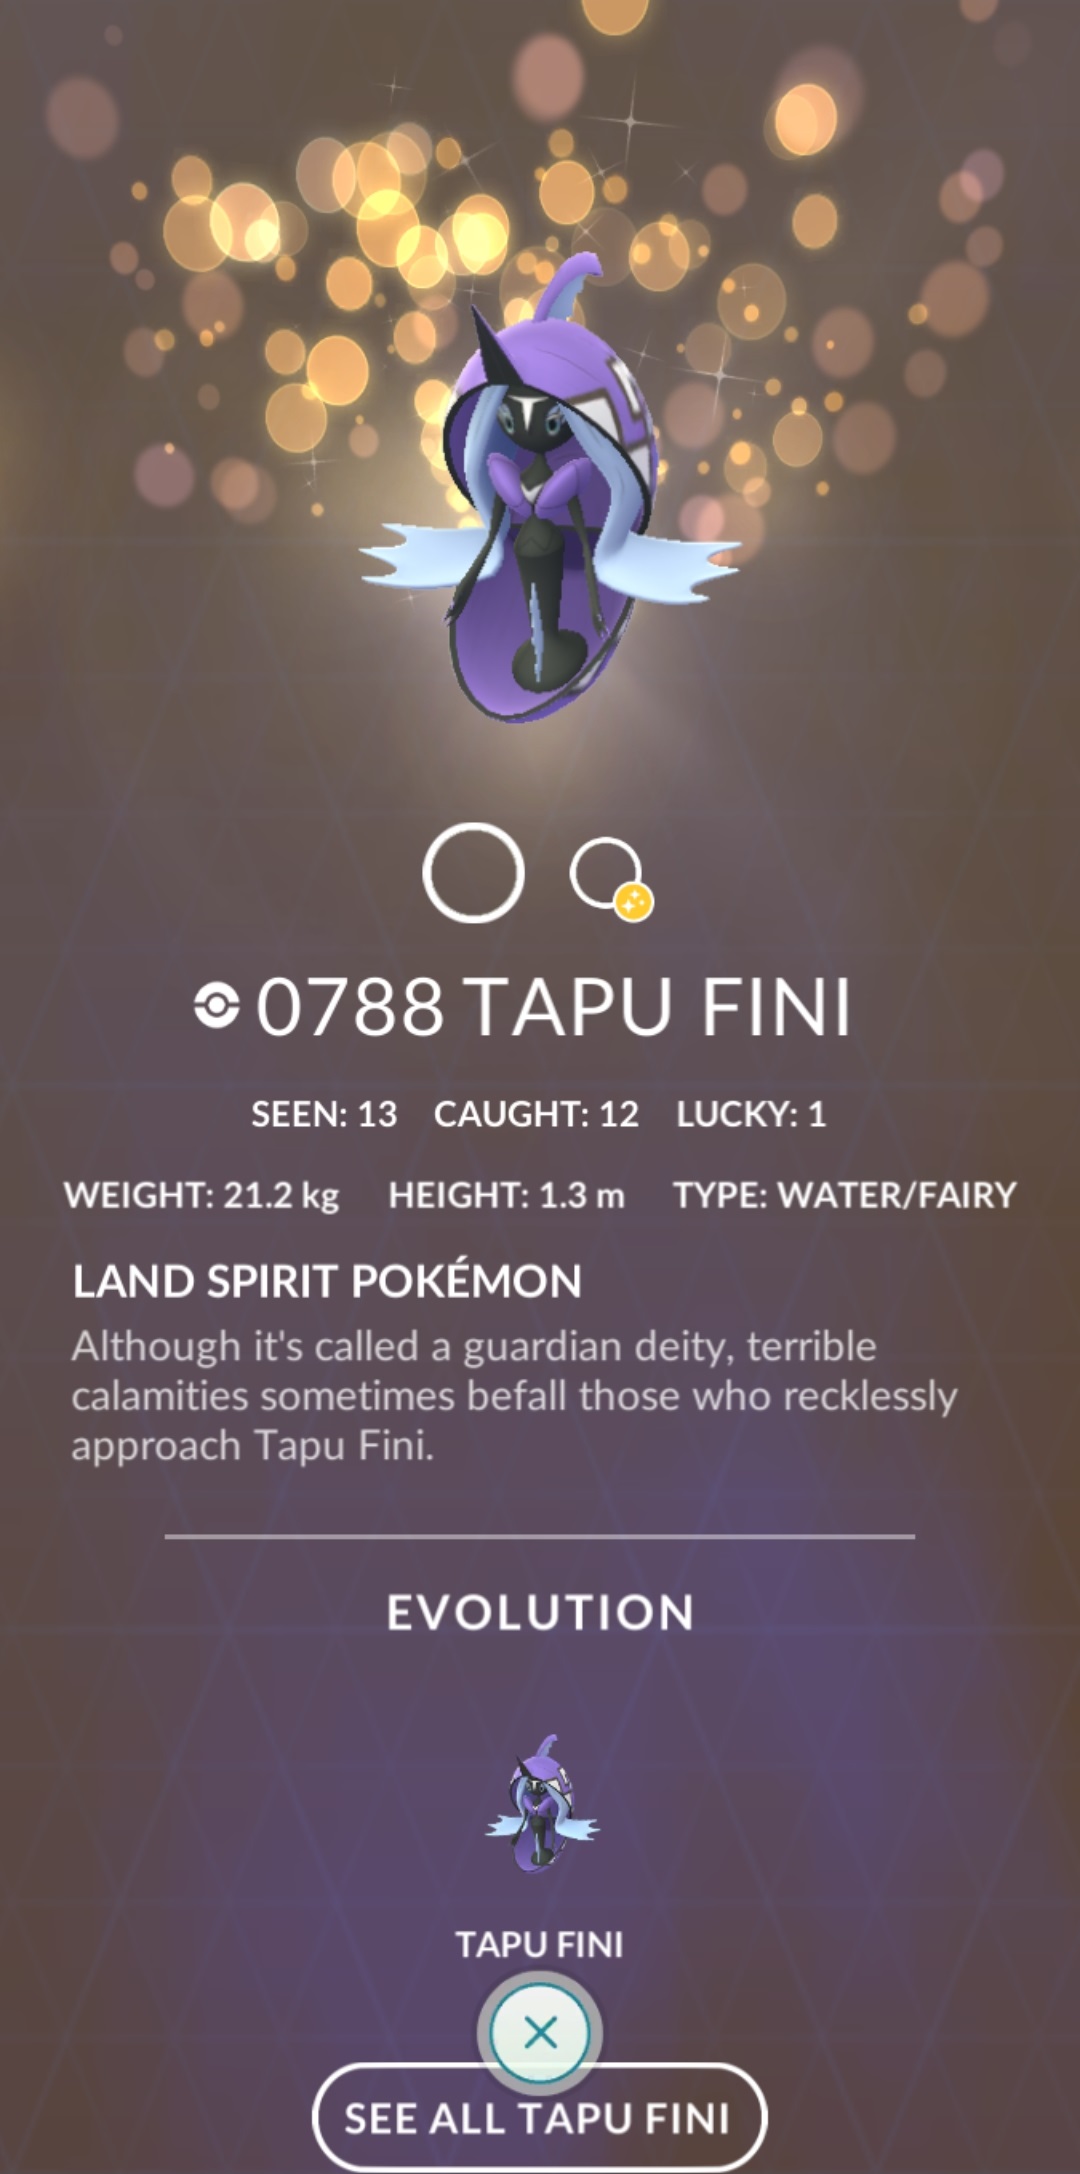 0788 TAPU FINI
SEEN: 13 CAUGHT: 12 LUCKY: 1
WEIGHT: 21.2 kg HEIGHT: 1.3 m TYPE: WATER/FAIRY
LAND SPIRIT POKÉMON
Although it's called a guardian deity, terrible
calamities sometimes befall those who recklessly
approach Tapu Fini.
EVOLUTION
TAPU FINI
SEE ALL TAPU FINI